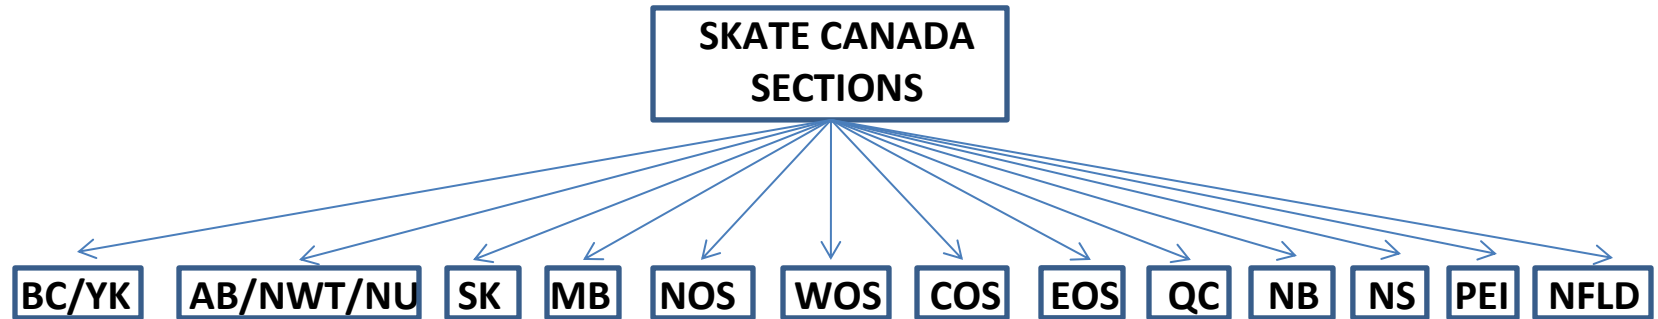 SKATE CANADA
SECTIONS
BC/YK AB/NWT/NU SK MB NOS WOS COS EOS QC NB NS PEI NFLD